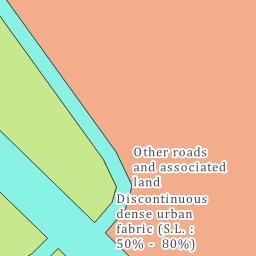 Other roads
and associated
land
Discontinuous
dense urban
fabric (S.L. :
50% -  80%)